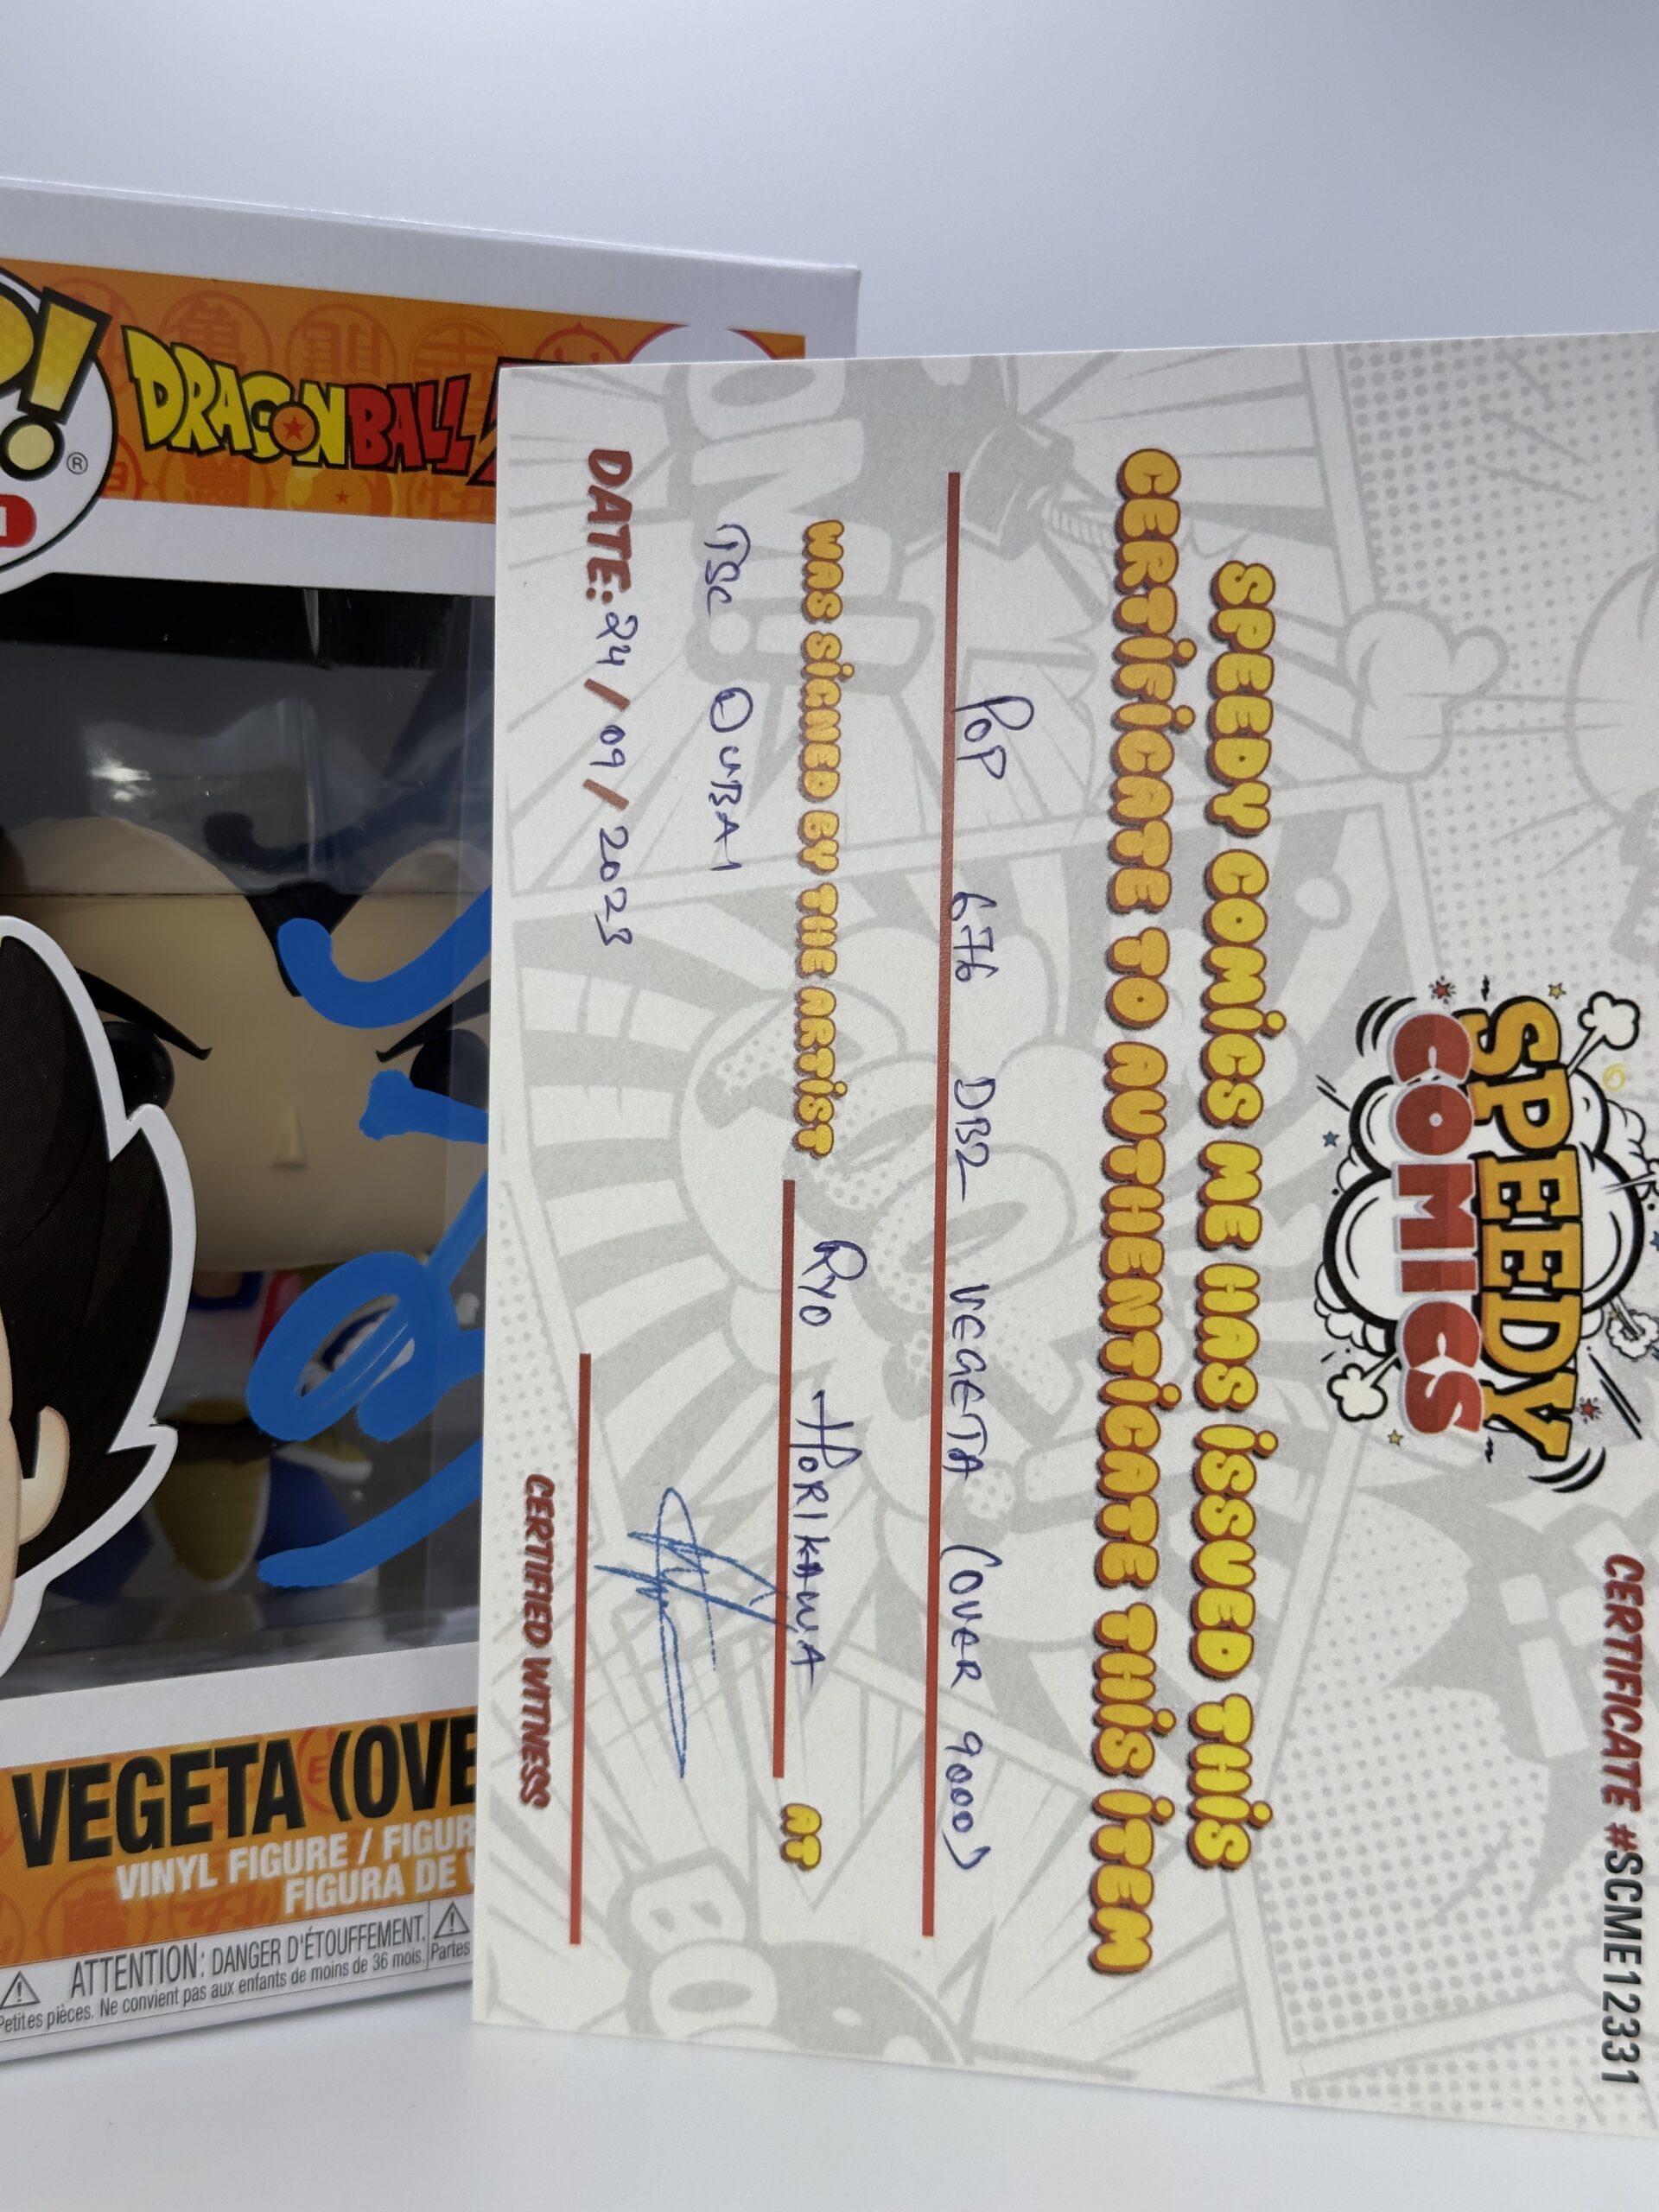 P!
®
DRAGONBALL Z
VEGETA (OVE
VINYL FIGURE / FIGUR
FIGURA DE V
ATTENTION: DANGER D'ÉTOUFFEMENT.
Petites pièces. Ne convient pas aux enfants de moins de 36 mois.
Partes
CERTIFICATE #SCME12331
SPEEDY
COMICS
SPEEDY COMICS ME HAS ISSUED THIS
CERTIFICATE TO AUTHENTICATE THIS ITEM
POP 676 DBZ VEGETA (OVER 9000)
WAS SIGNED BY THE ARTIST RYO HORIKAWA AT
DUBAI
DATE: 24/09/2023
CERTIFIED WITNESS